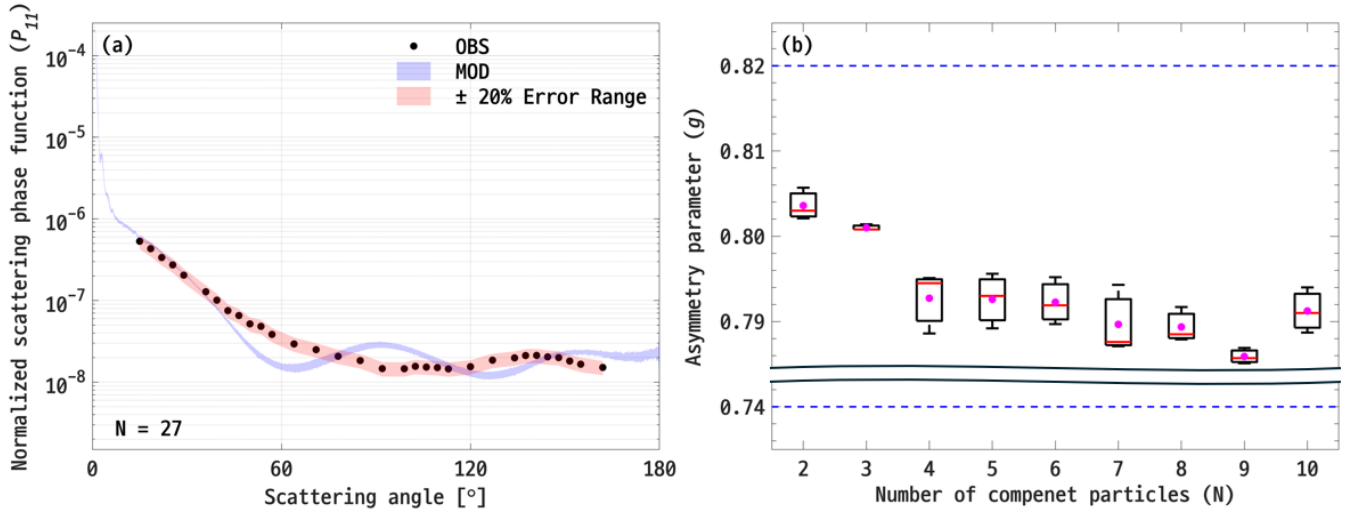 (a)
OBS
MOD
± 20% Error Range
N = 27
Normalized scattering phase function (P11)
10-4
10-5
10-6
10-7
10-8
0
60
120
180
Scattering angle [°]
(b)
Asymmetry parameter (g)
0.82
0.81
0.80
0.79
0.74
2
3
4
5
6
7
8
9
10
Number of compenet particles (N)